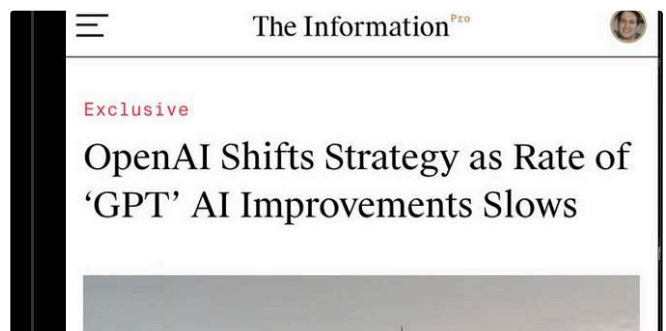 The Information Pro
Exclusive
OpenAI Shifts Strategy as Rate of
‘GPT’ AI Improvements Slows